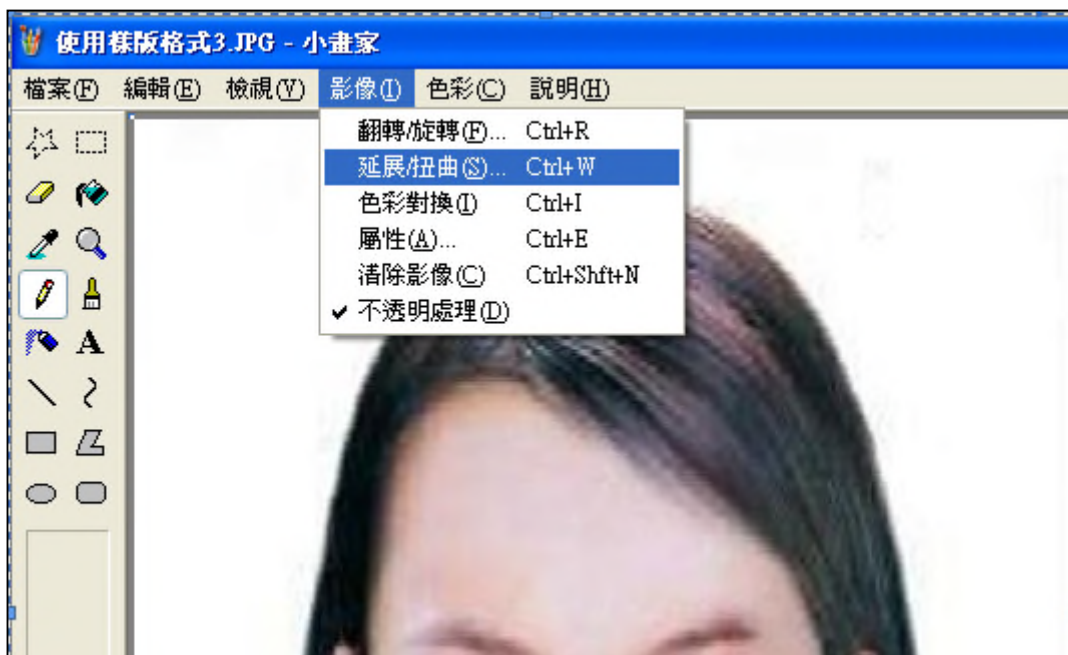 使用樣版格式3.JPG - 小畫家
檔案(F) 編輯(E) 檢視(V) 影像(I) 色彩(C) 說明(H)
翻轉/旋轉(F)... Ctrl+R
延展/扭曲(S)... Ctrl+W
色彩對換(I) Ctrl+I
屬性(A)... Ctrl+E
清除影像(C) Ctrl+Shft+N
✓ 不透明處理(D)
A